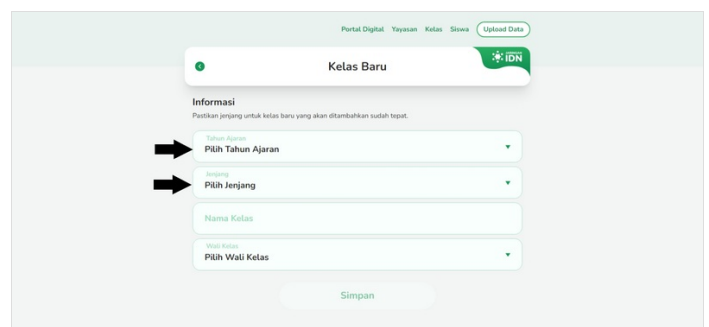 Portal Digital Yayasan Kelas Siswa Upload Data
Kelas Baru
IDN
Informasi
Pastikan jenjang untuk kelas baru yang akan ditambahkan sudah tepat.
Tahun Ajaran
Pilih Tahun Ajaran
Jenjang
Pilih Jenjang
Nama Kelas
Wali Kelas
Pilih Wali Kelas
Simpan